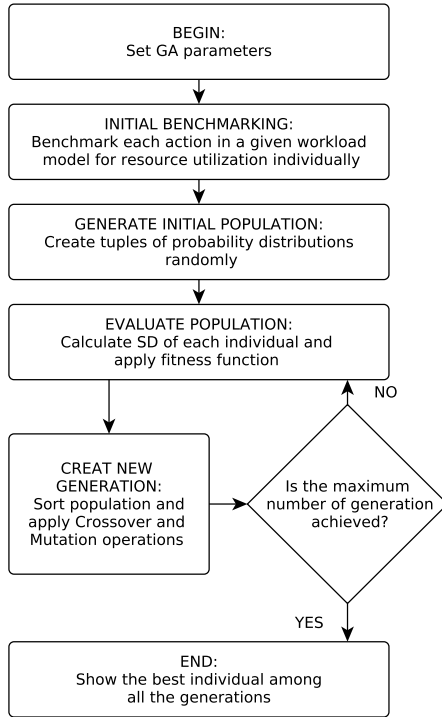 BEGIN:
Set GA parameters
INITIAL BENCHMARKING:
Benchmark each action in a given workload
model for resource utilization individually
GENERATE INITIAL POPULATION:
Create tuples of probability distributions
randomly
EVALUATE POPULATION:
Calculate SD of each individual and
apply fitness function
NO
CREAT NEW
GENERATION:
Sort population and
apply Crossover and
Mutation operations
Is the maximum
number of generation
achieved?
YES
END:
Show the best individual among
all the generations